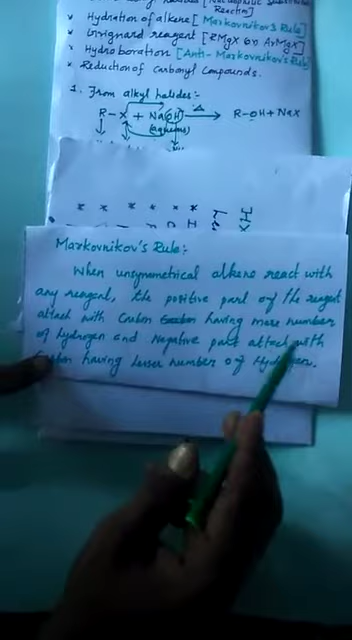 [Nucleophilic Substitution Reaction]
* Hydration of alkene [Markovnikov's Rule]
* Grignard reagent [RMgX or ArMgX]
* Hydroboration [Anti-Markovnikov's Rule]
* Reduction of Carbonyl Compounds.
1. From alkyl halides:-
R-X + NaOH → R-OH + NaX
Δ
(aqueous)
Markovnikov's Rule:-
When unsymmetrical alkene react with
any reagent, the positive part of the reagent
attach with Carbon having more number
of hydrogen and Negative part attach with
Carbon having lesser number of Hydrogen.